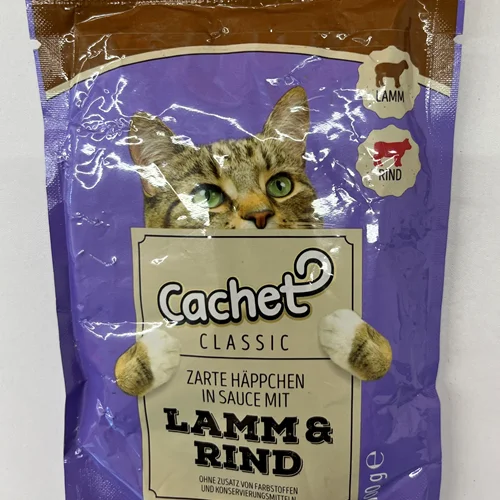 LAMM
RIND
Cachet
CLASSIC
ZARTE HÄPPCHEN
IN SAUCE MIT
LAMM &
RIND
OHNE ZUSATZ VON FARBSTOFFEN
UND KONSERVIERUNGSMITTELN